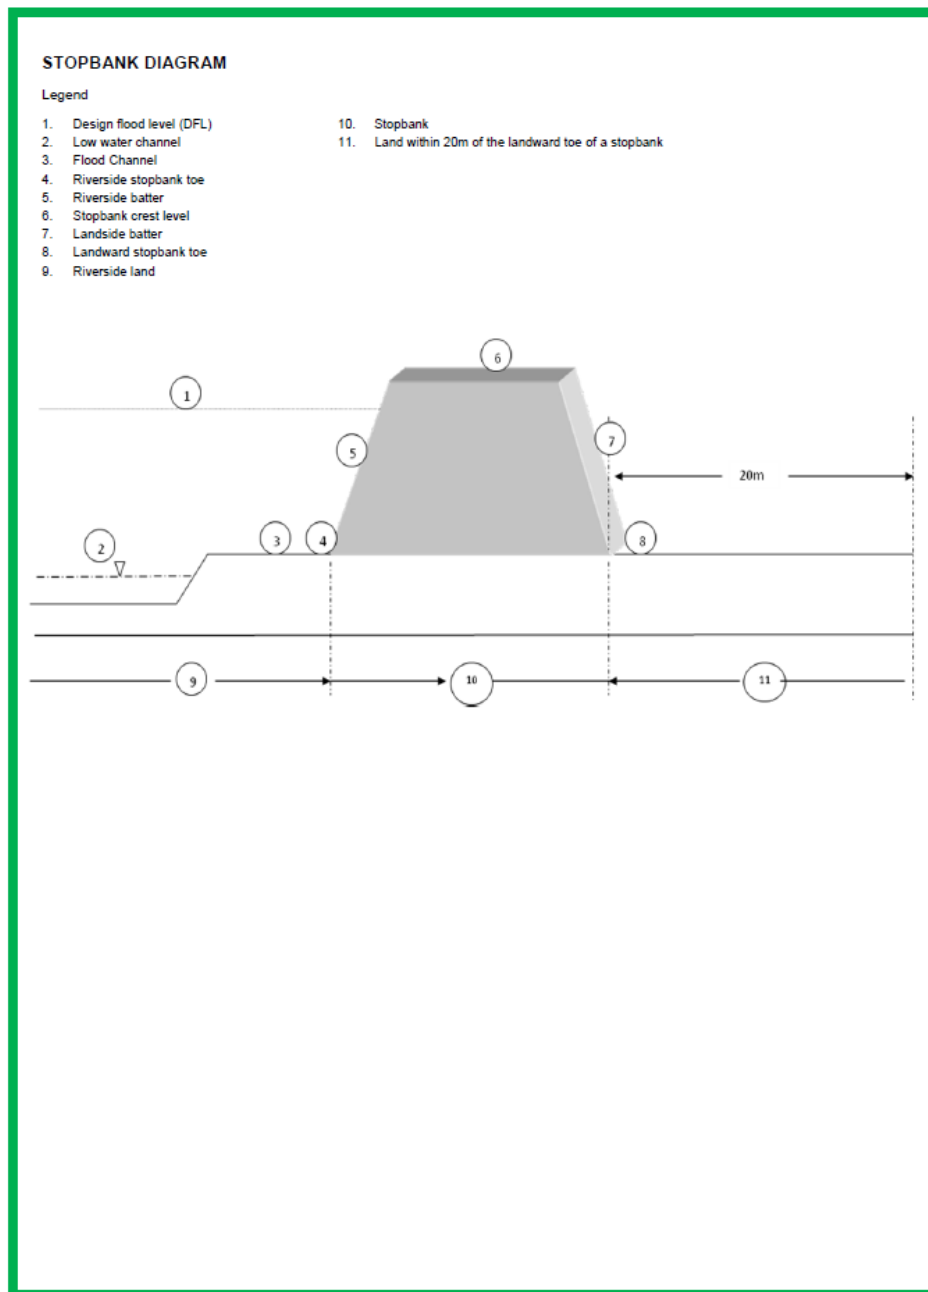 STOPBANK DIAGRAM
Legend
1. Design flood level (DFL)
2. Low water channel
3. Flood Channel
4. Riverside stopbank toe
5. Riverside batter
6. Stopbank crest level
7. Landside batter
8. Landward stopbank toe
9. Riverside land
10. Stopbank
11. Land within 20m of the landward toe of a stopbank
6
1
5
7
20m
2
3
4
8
9
10
11